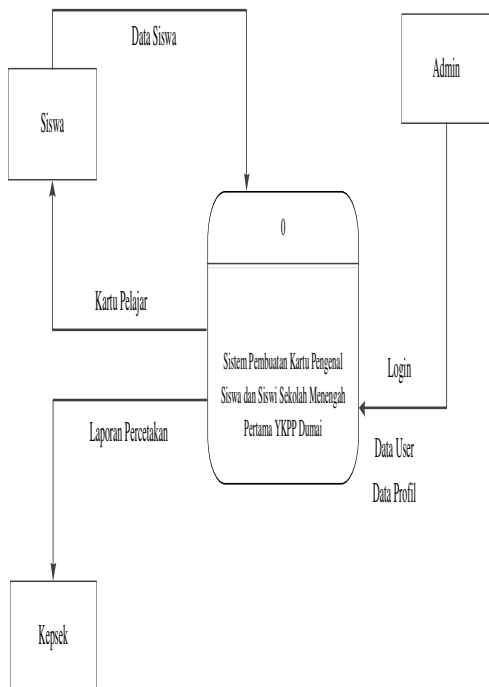 Data Siswa
Admin
Siswa
0
Kartu Pelajar
Sistem Pembuatan Kartu Pengenal
Siswa dan Siswi Sekolah Menengah
Pertama YKPP Dumai
Login
Laporan Percetakan
Data User
Data Profil
Kepsek